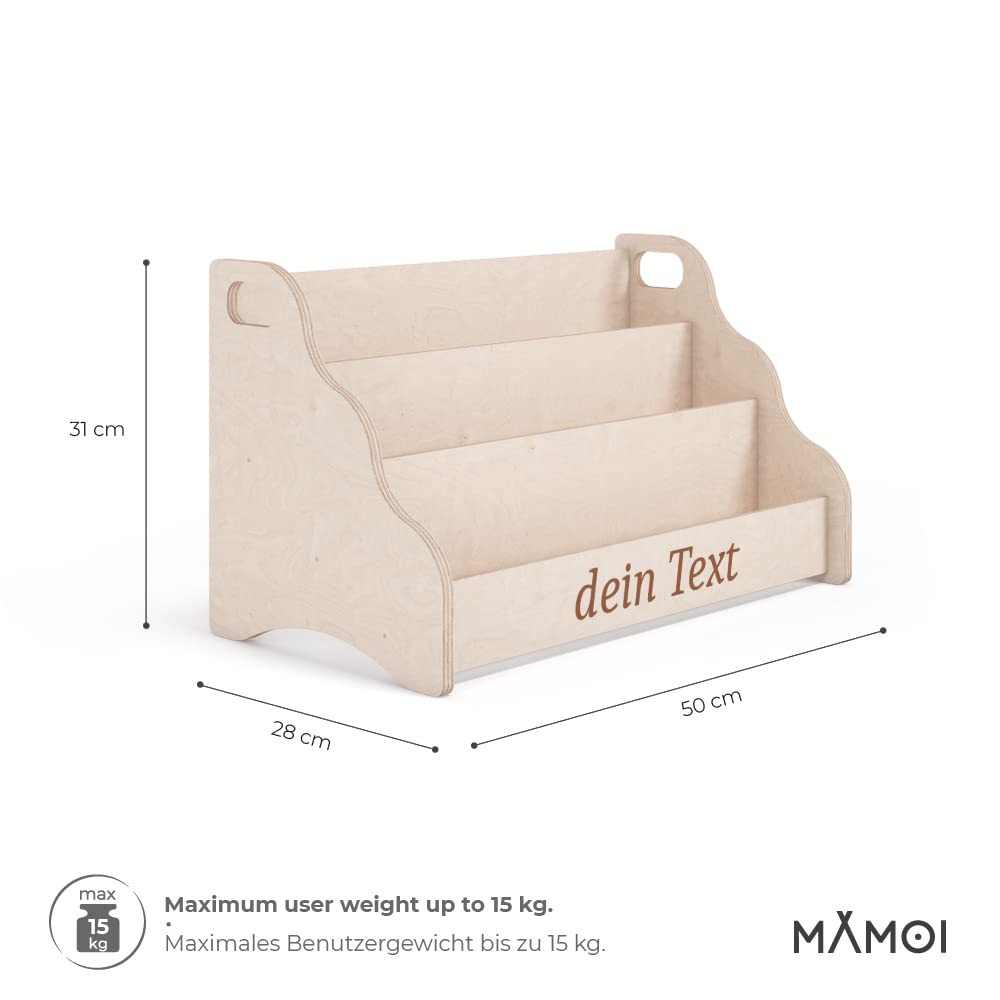 31 cm
dein Text
28 cm
50 cm
max
15
kg
Maximum user weight up to 15 kg.
Maximales Benutzergewicht bis zu 15 kg.
MAMOI